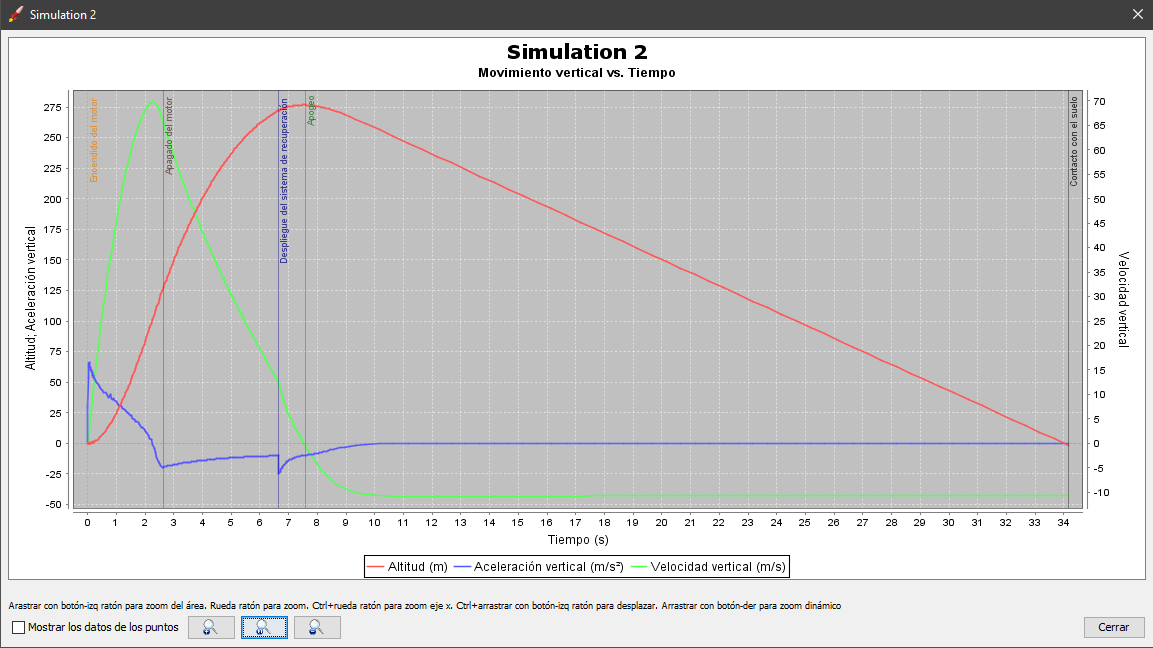 Simulation 2
Simulation 2
Movimiento vertical vs. Tiempo
Altitud; Aceleración vertical
275
250
225
200
175
150
125
100
75
50
25
0
-25
-50
Encendido del motor
Apagado del motor
Despliegue del sistema de recuperación
Apogeo
Contacto con el suelo
70
65
60
55
50
45
40
35
30
25
20
15
10
5
0
-5
-10
Velocidad vertical
0 1 2 3 4 5 6 7 8 9 10 11 12 13 14 15 16 17 18 19 20 21 22 23 24 25 26 27 28 29 30 31 32 33 34
Tiempo (s)
Altitud (m) Aceleración vertical (m/s²) Velocidad vertical (m/s)
Arastrar con botón-izq ratón para zoom del área. Rueda ratón para zoom. Ctrl+rueda ratón para zoom eje x. Ctrl+arrastrar con botón-izq ratón para desplazar. Arrastrar con botón-der para zoom dinámico
Mostrar los datos de los puntos
Cerrar